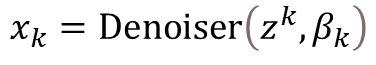 x_k = Denoiser(z^k, β_k)